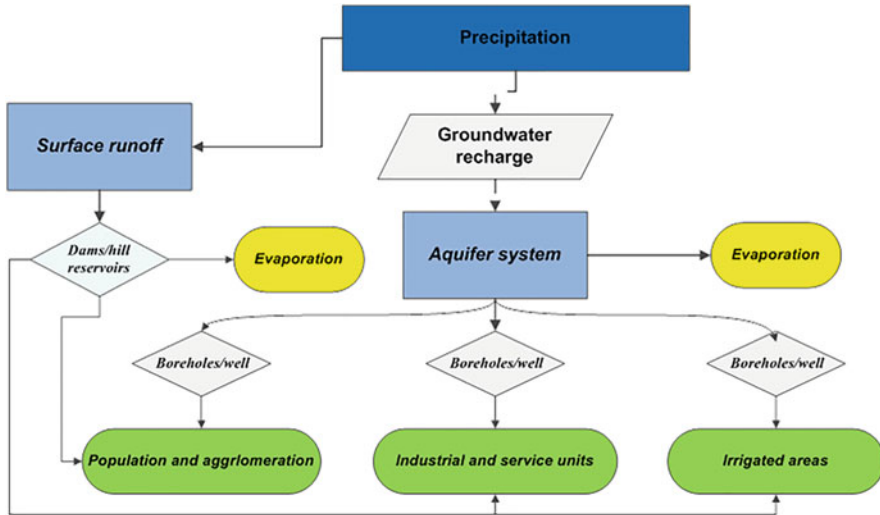 Precipitation
Surface runoff
Groundwater
recharge
Dams/hill
reservoirs
Evaporation
Aquifer system
Evaporation
Boreholes/well
Boreholes/well
Boreholes/well
Population and agglromeration
Industrial and service units
Irrigated areas